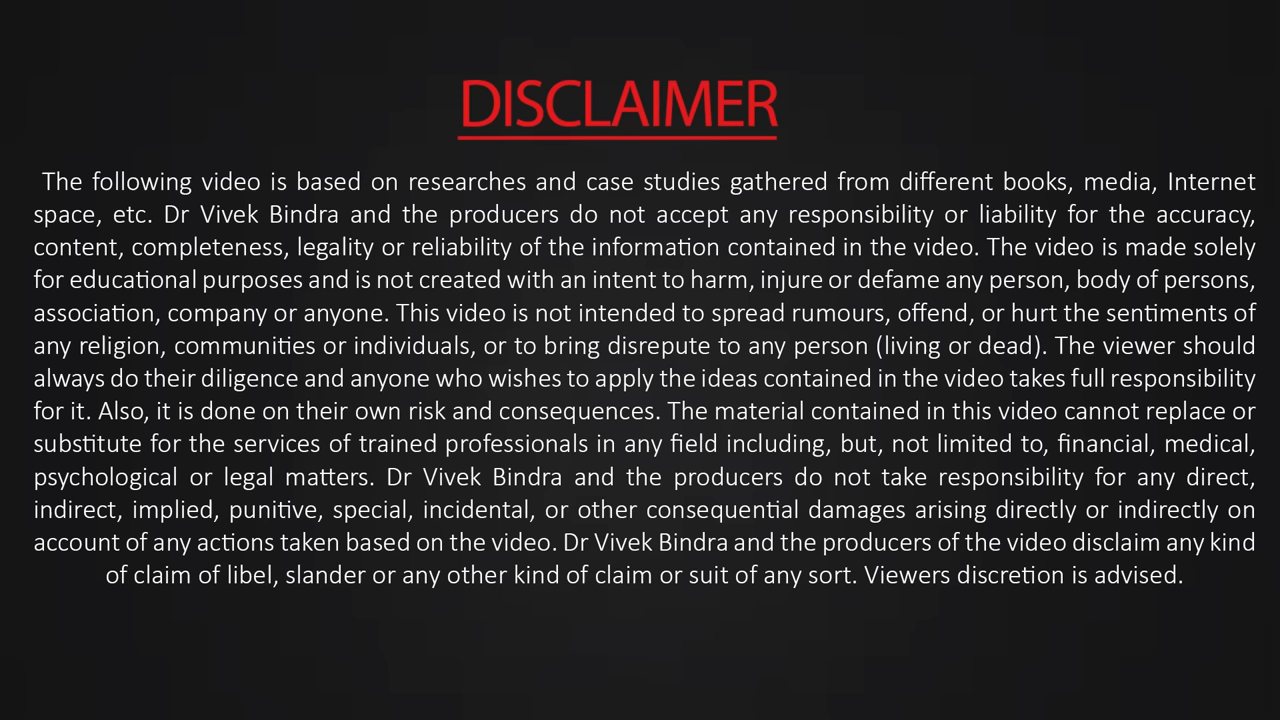 DISCLAIMER
The following video is based on researches and case studies gathered from different books, media, Internet
space, etc. Dr Vivek Bindra and the producers do not accept any responsibility or liability for the accuracy,
content, completeness, legality or reliability of the information contained in the video. The video is made solely
for educational purposes and is not created with an intent to harm, injure or defame any person, body of persons,
association, company or anyone. This video is not intended to spread rumours, offend, or hurt the sentiments of
any religion, communities or individuals, or to bring disrepute to any person (living or dead). The viewer should
always do their diligence and anyone who wishes to apply the ideas contained in the video takes full responsibility
for it. Also, it is done on their own risk and consequences. The material contained in this video cannot replace or
substitute for the services of trained professionals in any field including, but, not limited to, financial, medical,
psychological or legal matters. Dr Vivek Bindra and the producers do not take responsibility for any direct,
indirect, implied, punitive, special, incidental, or other consequential damages arising directly or indirectly on
account of any actions taken based on the video. Dr Vivek Bindra and the producers of the video disclaim any kind
of claim of libel, slander or any other kind of claim or suit of any sort. Viewers discretion is advised.